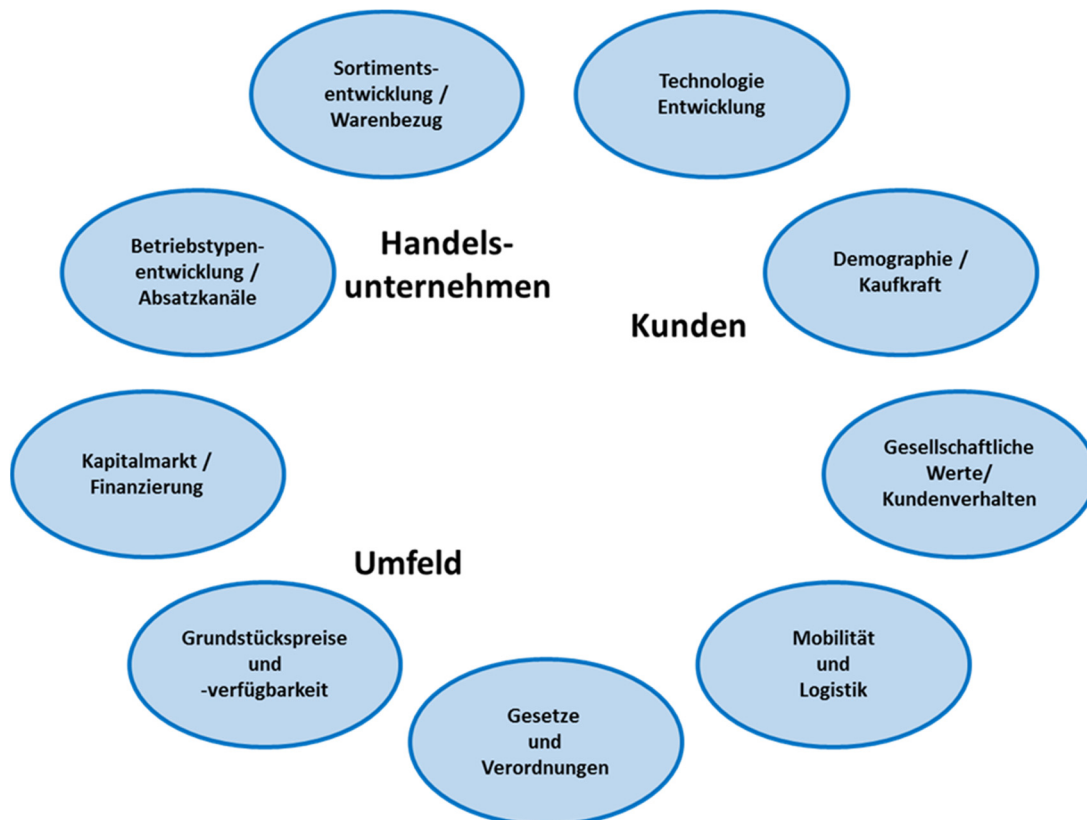 Sortiments-
entwicklung /
Warenbezug
Technologie
Entwicklung
Betriebstypen-
entwicklung /
Absatzkanäle
Handels-
unternehmen
Demographie /
Kaufkraft
Kunden
Kapitalmarkt /
Finanzierung
Gesellschaftliche
Werte/
Kundenverhalten
Umfeld
Grundstückspreise
und
-verfügbarkeit
Mobilität
und
Logistik
Gesetze
und
Verordnungen